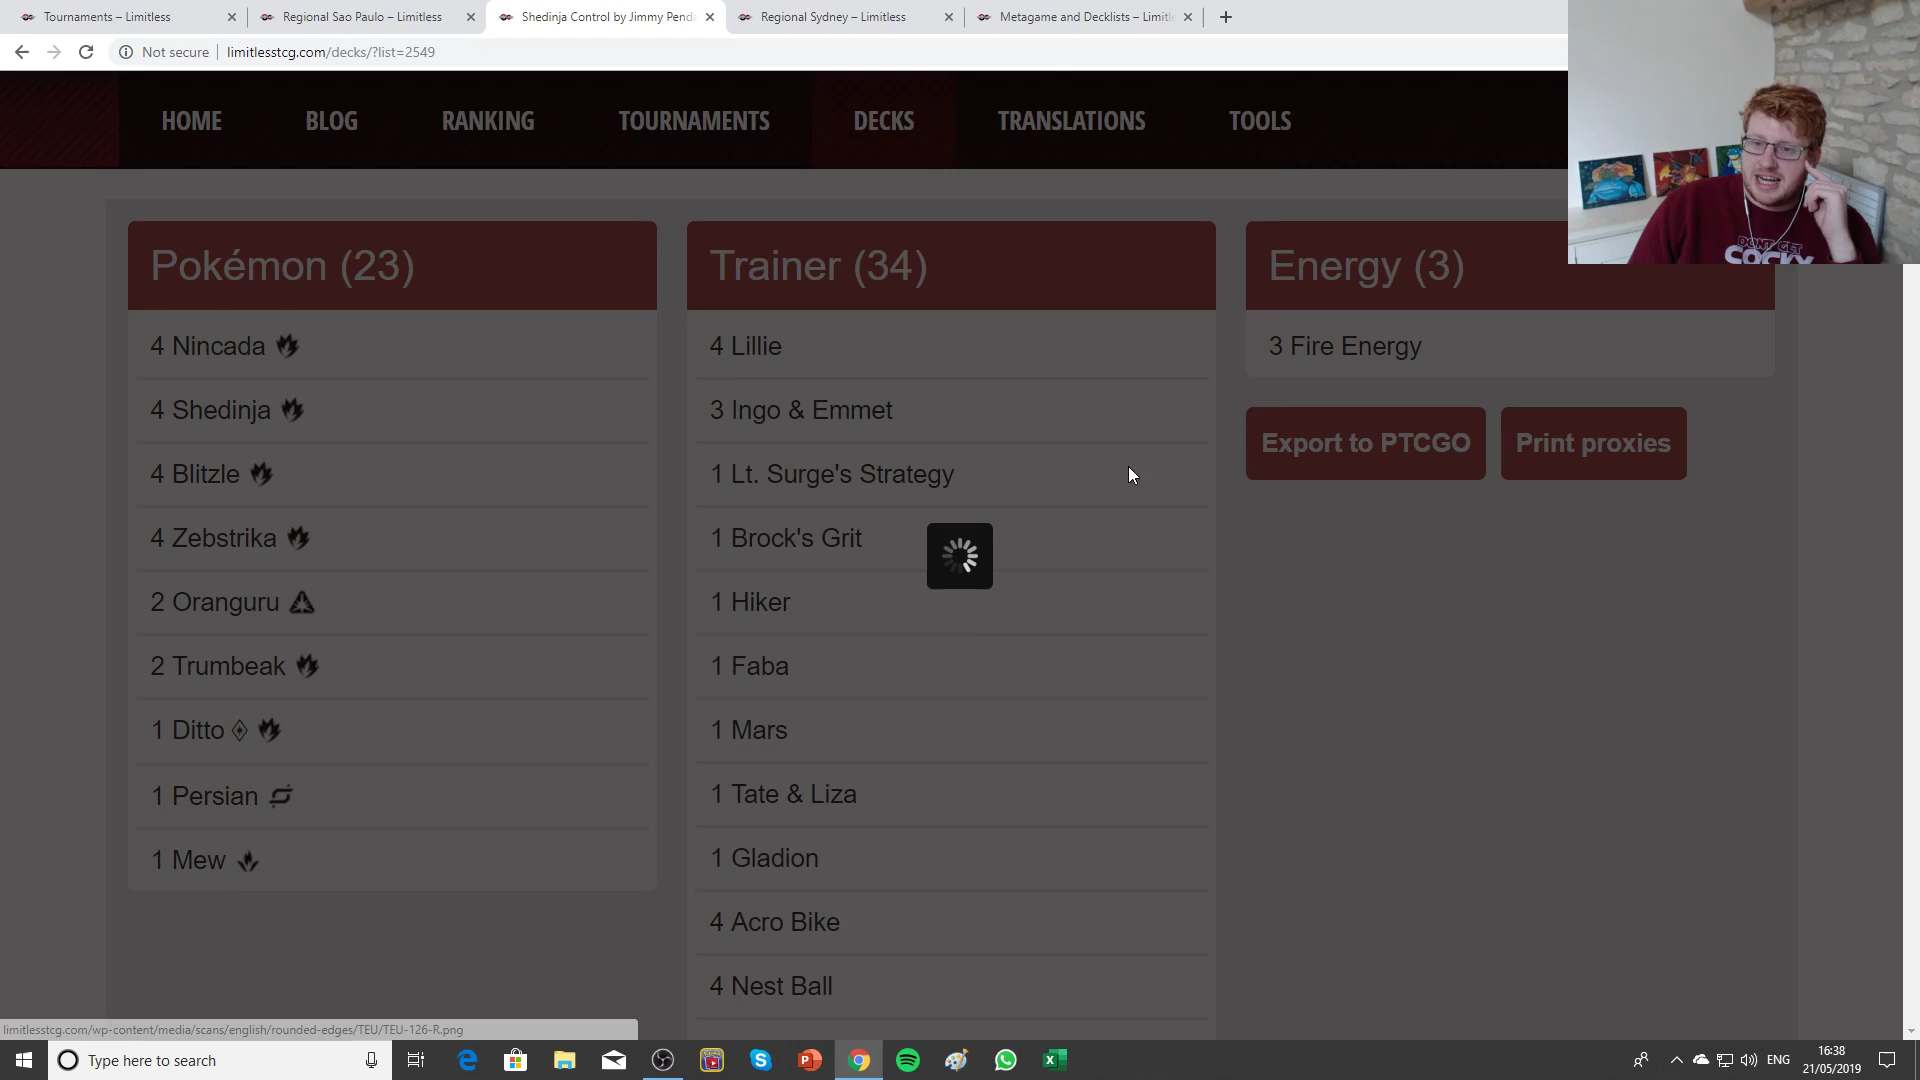 Tournaments – Limitless
Regional Sao Paulo – Limitless
Shedinja Control by Jimmy Penda
Regional Sydney – Limitless
Metagame and Decklists – Limitl
Not secure
limitlesstcg.com/decks/?list=2549
HOME
BLOG
RANKING
TOURNAMENTS
DECKS
TRANSLATIONS
TOOLS
DON'T GET
COCKY
Pokémon (23)
4 Nincada
4 Shedinja
4 Blitzle
4 Zebstrika
2 Oranguru
2 Trumbeak
1 Ditto
1 Persian
1 Mew
Trainer (34)
4 Lillie
3 Ingo & Emmet
1 Lt. Surge's Strategy
1 Brock's Grit
1 Hiker
1 Faba
1 Mars
1 Tate & Liza
1 Gladion
4 Acro Bike
4 Nest Ball
Energy (3)
3 Fire Energy
Export to PTCGO
Print proxies
limitlesstcg.com/wp-content/media/scans/english/rounded-edges/TEU/TEU-126-R.png
Type here to search
ENG
16:38
21/05/2019